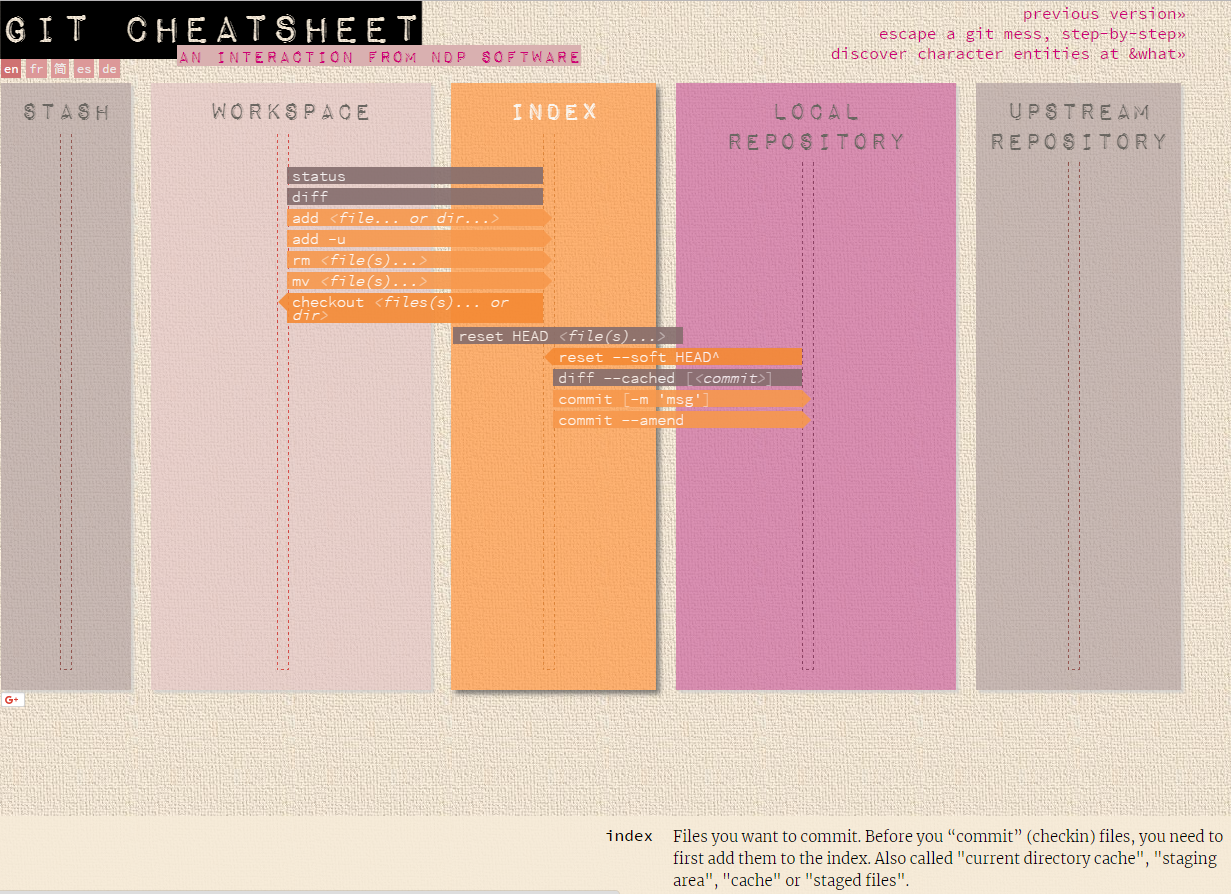 GIT CHEATSHEET
AN INTERACTION FROM NDP SOFTWARE
previous version»
escape a git mess, step-by-step»
discover character entities at &what»
en fr 简 es de
STASH
WORKSPACE
INDEX
LOCAL
REPOSITORY
UPSTREAM
REPOSITORY
status
diff
add <file... or dir...>
add -u
rm <file(s)...>
mv <file(s)...>
checkout <files(s)... or
dir>
reset HEAD <file(s)...>
reset --soft HEAD^
diff --cached [<commit>]
commit [-m 'msg']
commit --amend
G+
index
Files you want to commit. Before you “commit” (checkin) files, you need to
first add them to the index. Also called "current directory cache", "staging
area", "cache" or "staged files".